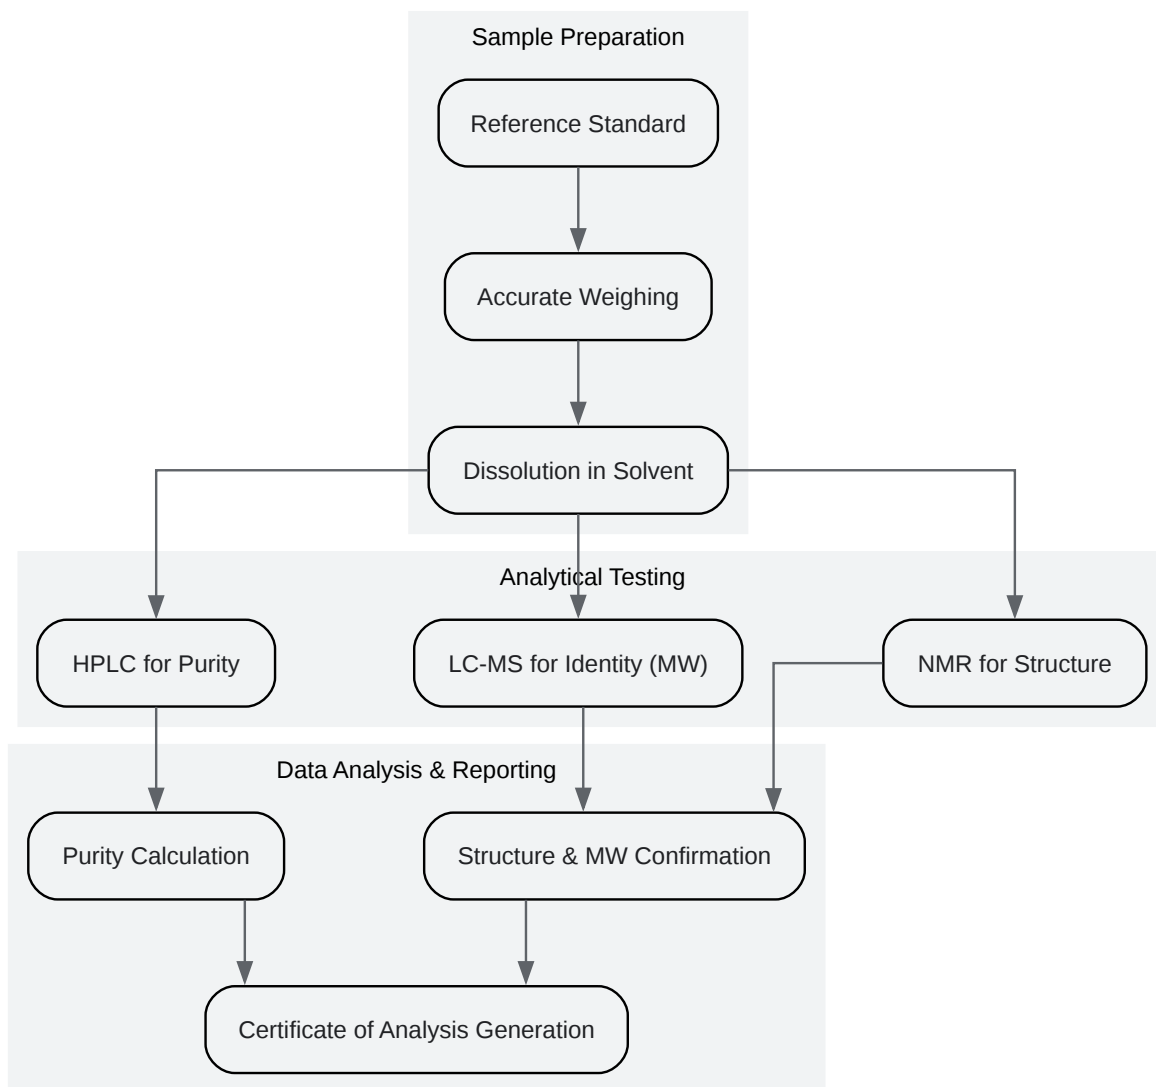 Sample Preparation
Reference Standard
Accurate Weighing
Dissolution in Solvent
Analytical Testing
HPLC for Purity
LC-MS for Identity (MW)
NMR for Structure
Data Analysis & Reporting
Purity Calculation
Structure & MW Confirmation
Certificate of Analysis Generation